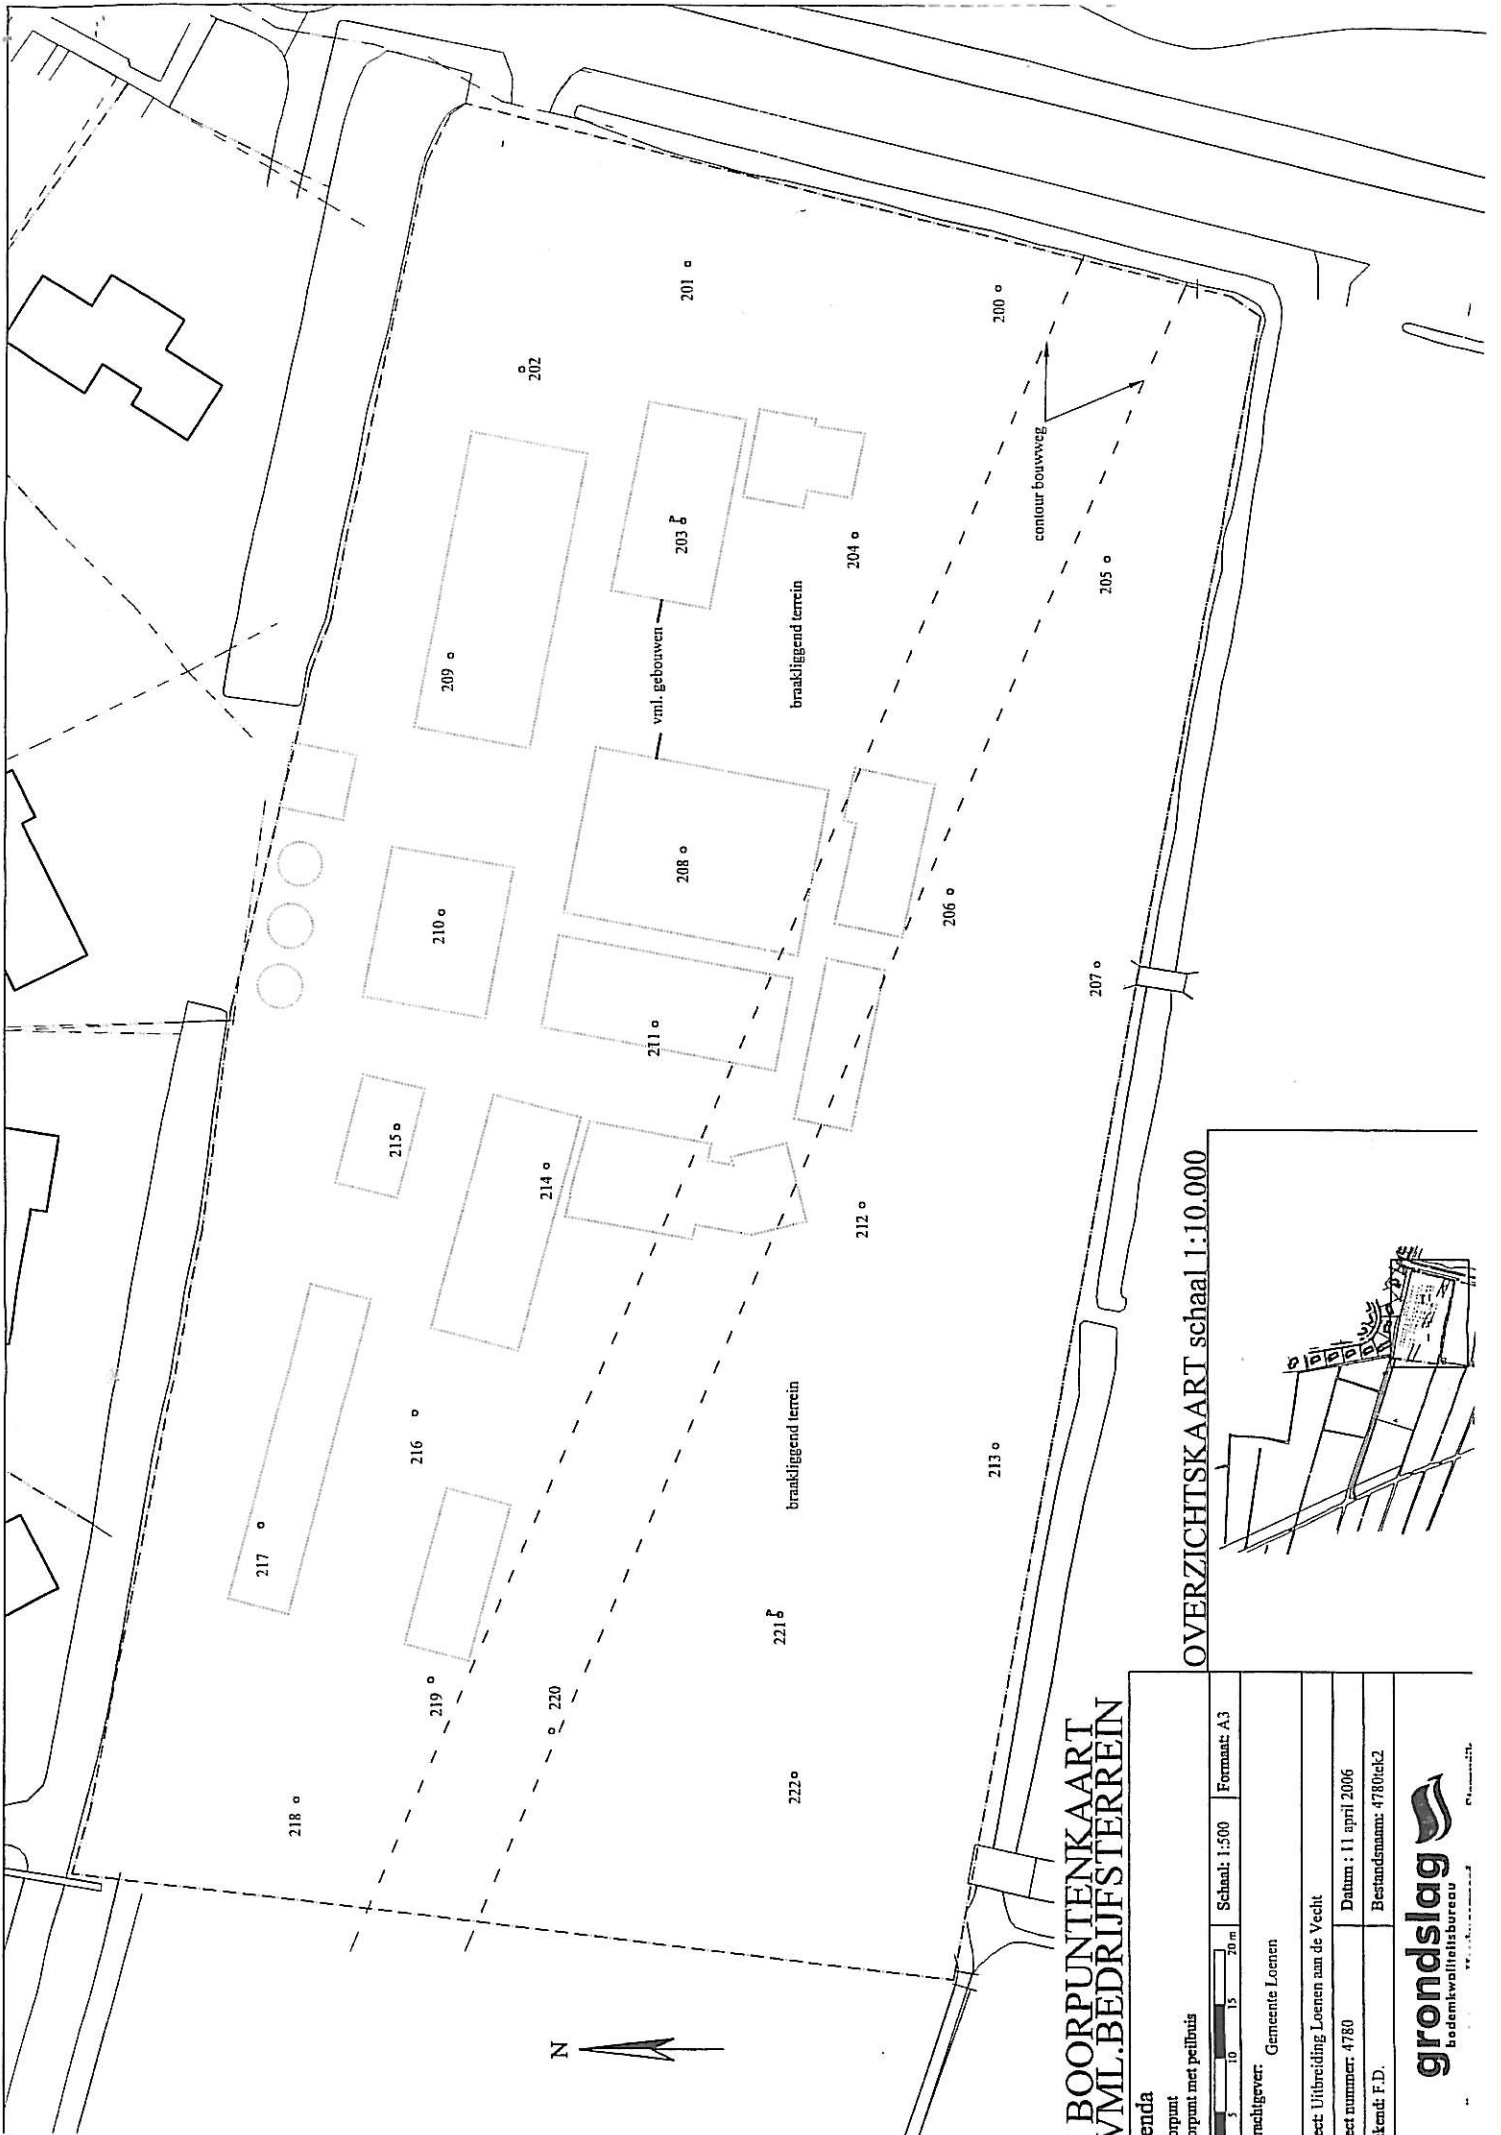 201
200
202
contour bouwweg
203
204
205
209
vml. gebouwen
braakliggend terrein
208
210
206
207
211
215
214
212
216
217
braakliggend terrein
213
221
219
220
222
218
N
OVERZICHTSKAART schaal 1:10.000
BOORPUNTENKAART
VML.BEDRIJFSTERREIN
enda
orpunt
orpunt met peilbuis
5 10 15 20 m
Schaal: 1:500 Formaat: A3
rachtgever:
Gemeente Loenen
ect: Uitbreiding Loenen aan de Vecht
ect nummer: 4780 Datum : 11 april 2006
kend: F.D. Bestandsnaam: 4780tek2
grondslag
bodemkwaliteitsbureau